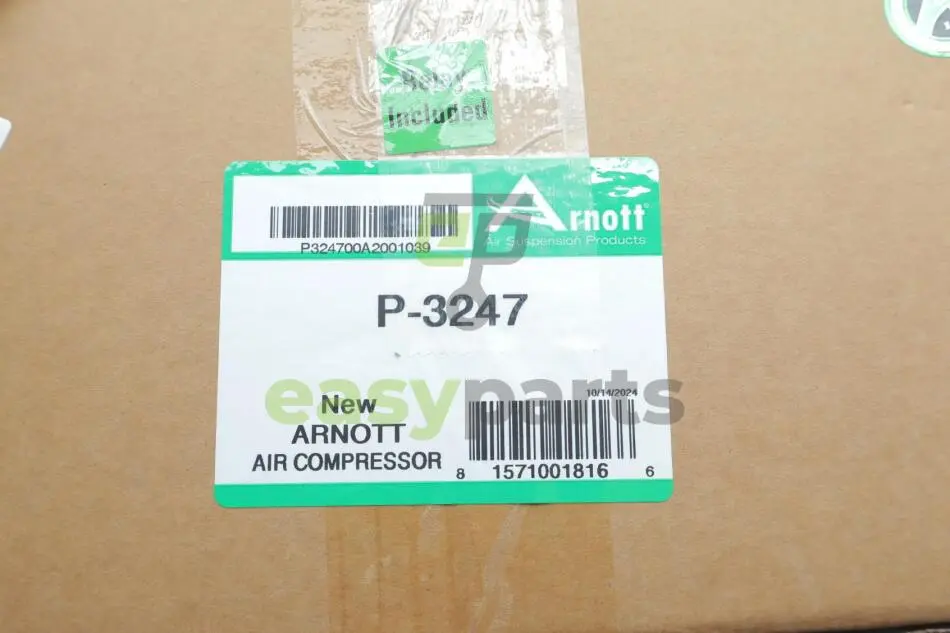 Relay
Included
Arnott®
Air Suspension Products
P324700A2001039
P-3247
easyparts
10/14/2024
New
ARNOTT
AIR COMPRESSOR
8 1571001816 6